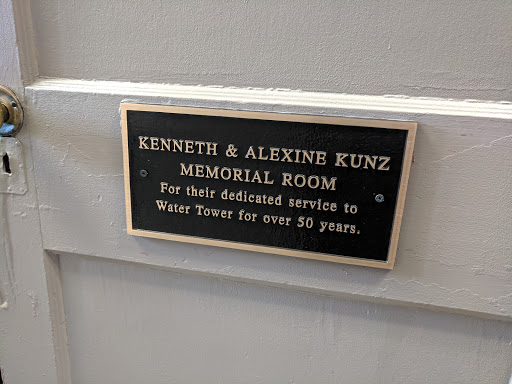 KENNETH & ALEXINE KUNZ
MEMORIAL ROOM
For their dedicated service to
Water Tower for over 50 years.